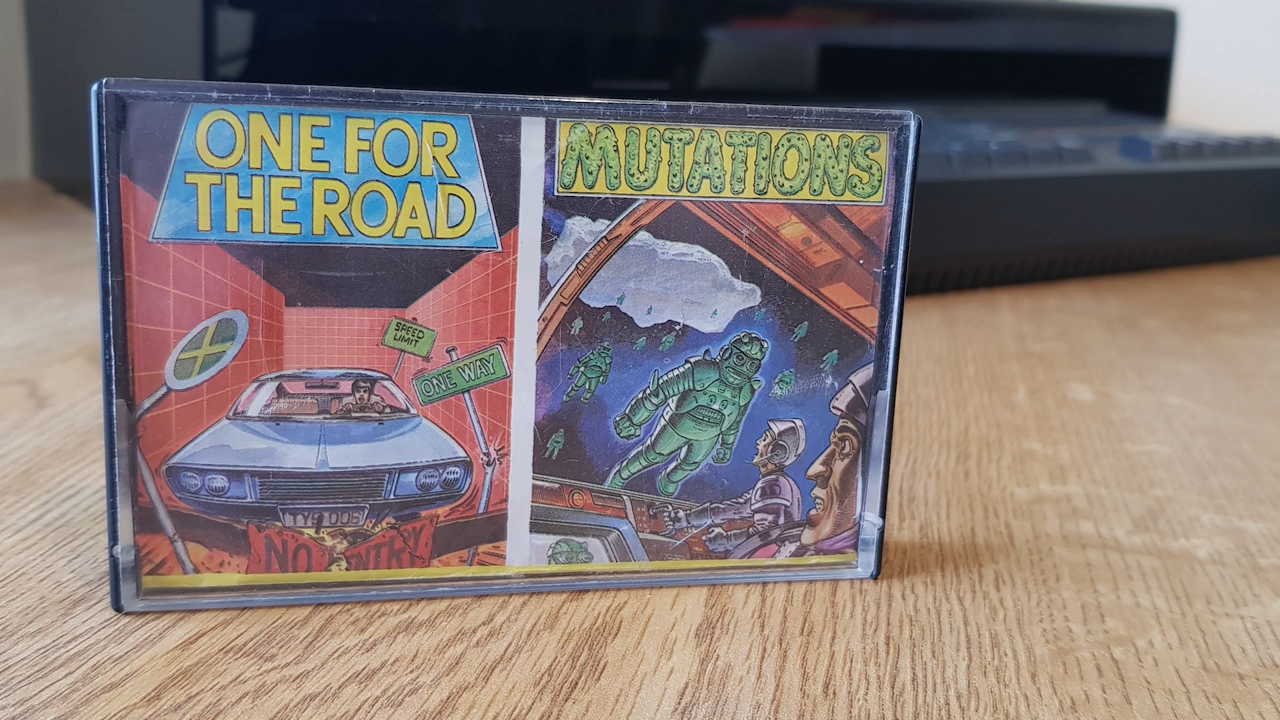 ONE FOR
THE ROAD
MUTATIONS
SPEED
LIMIT
ONE WAY
NO ENTRY